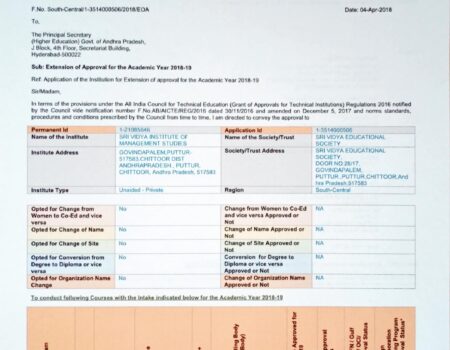 F.No. South-Central/1-3514000506/2018/EOA Date: 04-Apr-2018
To,
The Principal Secretary
(Higher Education) Govt. of Andhra Pradesh,
J Block, 4th Floor, Secretariat Building,
Hyderabad-500022
Sub: Extension of Approval for the Academic Year 2018-19
Ref: Application of the Institution for Extension of approval for the Academic Year 2018-19
Sir/Madam,
In terms of the provisions under the All India Council for Technical Education (Grant of Approvals for Technical Institutions) Regulations 2016 notified
by the Council vide notification number F.No.AB/AICTE/REG/2016 dated 30/11/2016 and amended on December 5, 2017 and norms standards,
procedures and conditions prescribed by the Council from time to time, I am directed to convey the approval to
Permanent Id 1-21985646 Application Id 1-3514000506
Name of the Institute SRI VIDYA INSTITUTE OF MANAGEMENT STUDIES Name of the Society/Trust SRI VIDYA EDUCATIONAL SOCIETY
Institute Address GOVINDAPALEM,PUTTUR-517583.CHITTOOR DIST ANDHRAPRADESH., PUTTUR, CHITTOOR, Andhra Pradesh, 517583 Society/Trust Address SRI VIDYA EDUCATIONAL SOCIETY, DOOR NO.28/17, GOVINDAPALEM, PUTTUR.,PUTTUR,CHITTOOR,Andhra Pradesh,517583
Institute Type Unaided - Private Region South-Central
Opted for Change from Women to Co-Ed and vice versa No Change from Women to Co-Ed and vice versa Approved or Not NA
Opted for Change of Name No Change of Name Approved or Not NA
Opted for Change of Site No Change of Site Approved or Not NA
Opted for Conversion from Degree to Diploma or vice versa No Conversion for Degree to Diploma or vice versa Approved or Not NA
Opted for Organization Name Change No Change of Organization Name Approved or Not NA
To conduct following Courses with the Intake indicated below for the Academic Year 2018-19